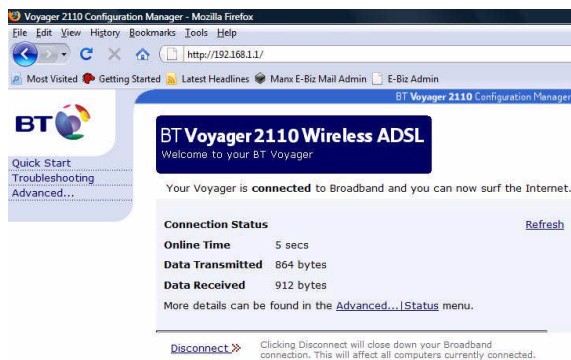 Voyager 2110 Configuration Manager - Mozilla Firefox
File Edit View History Bookmarks Tools Help
http://192.168.1.1/
Most Visited Getting Started Latest Headlines Manx E-Biz Mail Admin E-Biz Admin
BT Voyager 2110 Configuration Manager
BT
BT Voyager 2110 Wireless ADSL
Welcome to your BT Voyager
Quick Start
Troubleshooting
Advanced...
Your Voyager is connected to Broadband and you can now surf the Internet.
Connection Status Refresh
Online Time 5 secs
Data Transmitted 864 bytes
Data Received 912 bytes
More details can be found in the Advanced...|Status menu.
Disconnect Clicking Disconnect will close down your Broadband
connection. This will affect all computers currently connected.